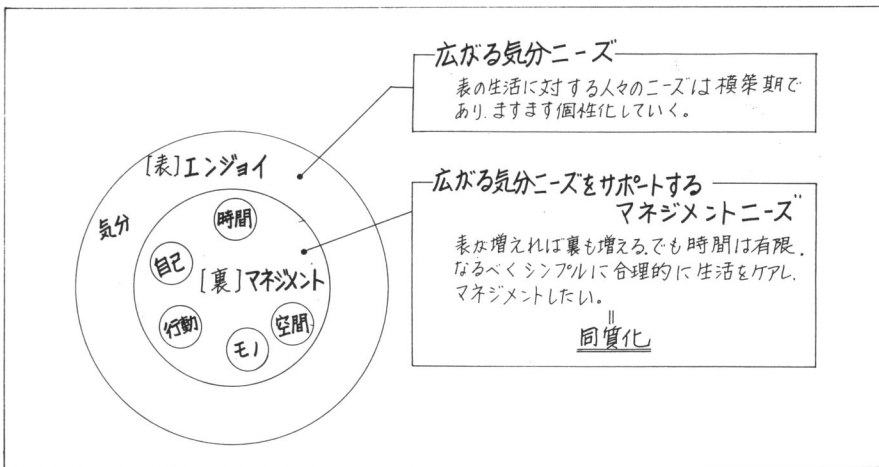 広がる気分ニーズ
表の生活に対する人々のニーズは模索期で
あり、ますます個性化していく。
[表]エンジョイ
気分
時間
自己
[裏]マネジメント
行動
モノ
空間
広がる気分ニーズをサポートする
マネジメントニーズ
表が増えれば裏も増える。でも時間は有限。
なるべくシンプルに合理的に生活をケアし、
マネジメントしたい。
॥
同質化